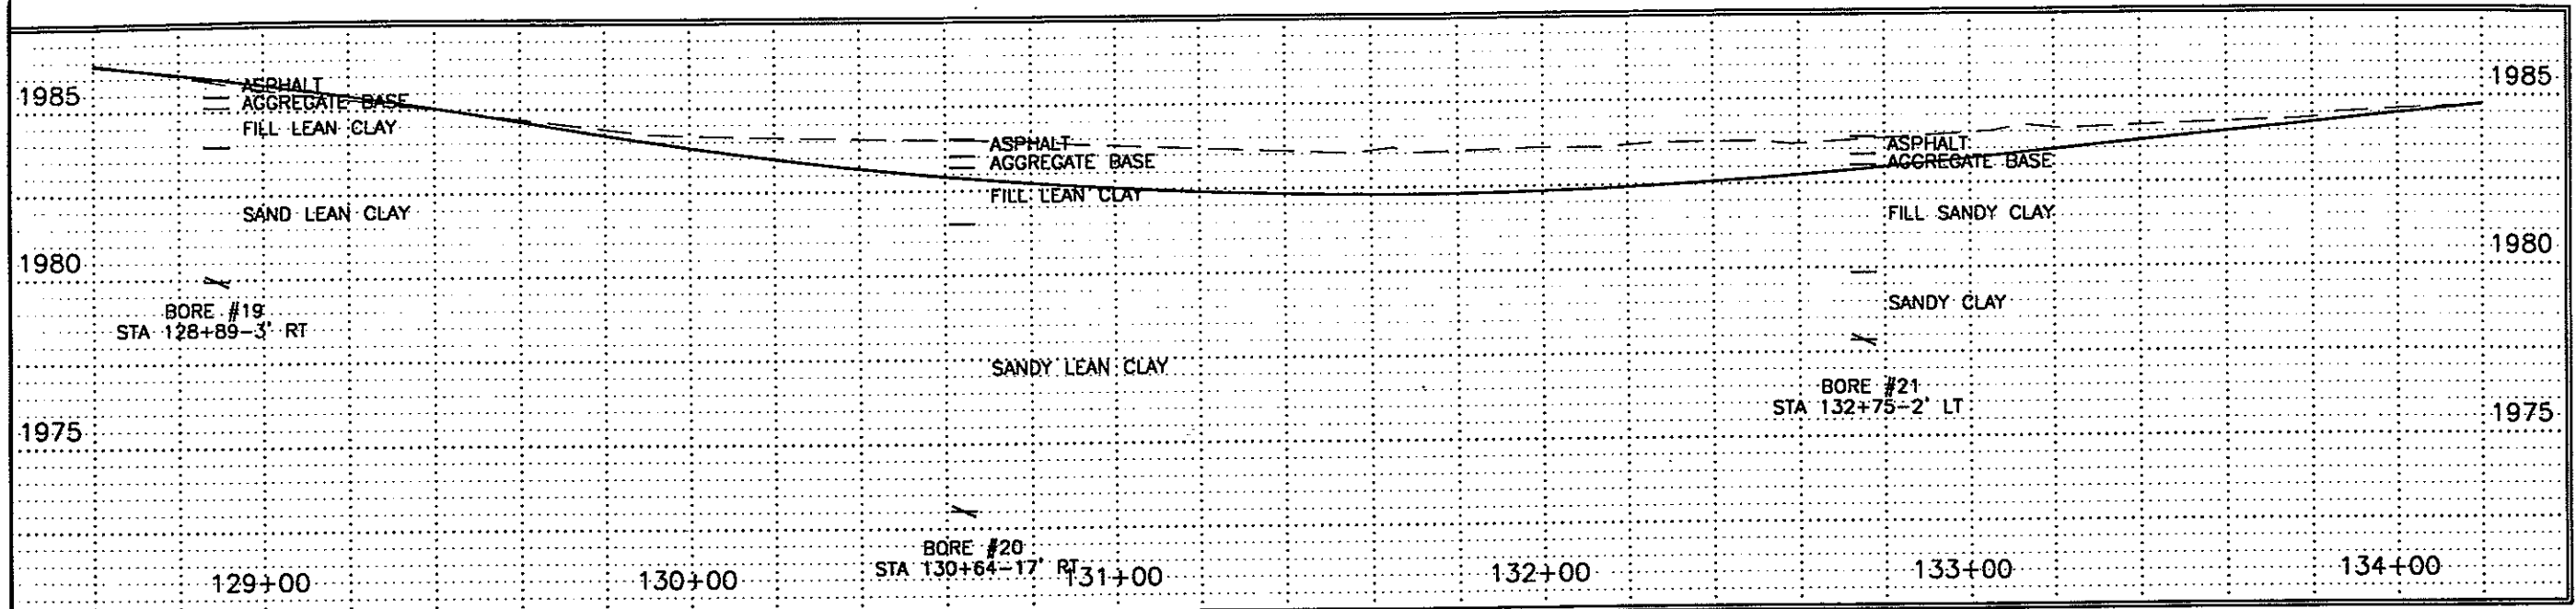 1985
ASPHALT
AGGREGATE BASE
FILL LEAN CLAY
SAND LEAN CLAY
1980
BORE #19
STA 128+89-3' RT
1975
ASPHALT
AGGREGATE BASE
FILL LEAN CLAY
SANDY LEAN CLAY
BORE #20
STA 130+64-17' RT
ASPHALT
AGGREGATE BASE
FILL SANDY CLAY
SANDY CLAY
BORE #21
STA 132+75-2' LT
1985
1980
1975
129+00 130+00 131+00 132+00 133+00 134+00